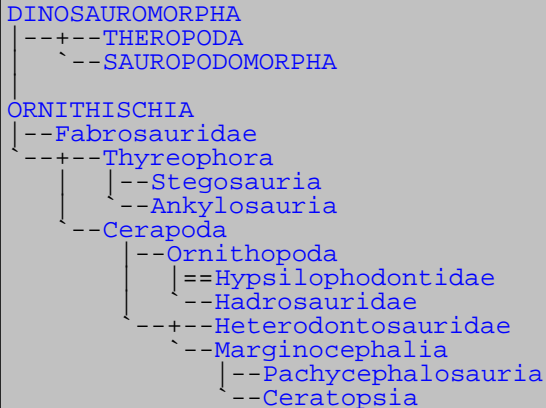 DINOSAUROMORPHA
|--+--THEROPODA
|  `--SAUROPODOMORPHA
|
ORNITHISCHIA
|--Fabrosauridae
`--+--Thyreophora
   |  |--Stegosauria
   |  `--Ankylosauria
   `--Cerapoda
       |--Ornithopoda
       |  |==Hypsilophodontidae
       |  `--Hadrosauridae
       `--+--Heterodontosauridae
          `--Marginocephalia
             |--Pachycephalosauria
             `--Ceratopsia